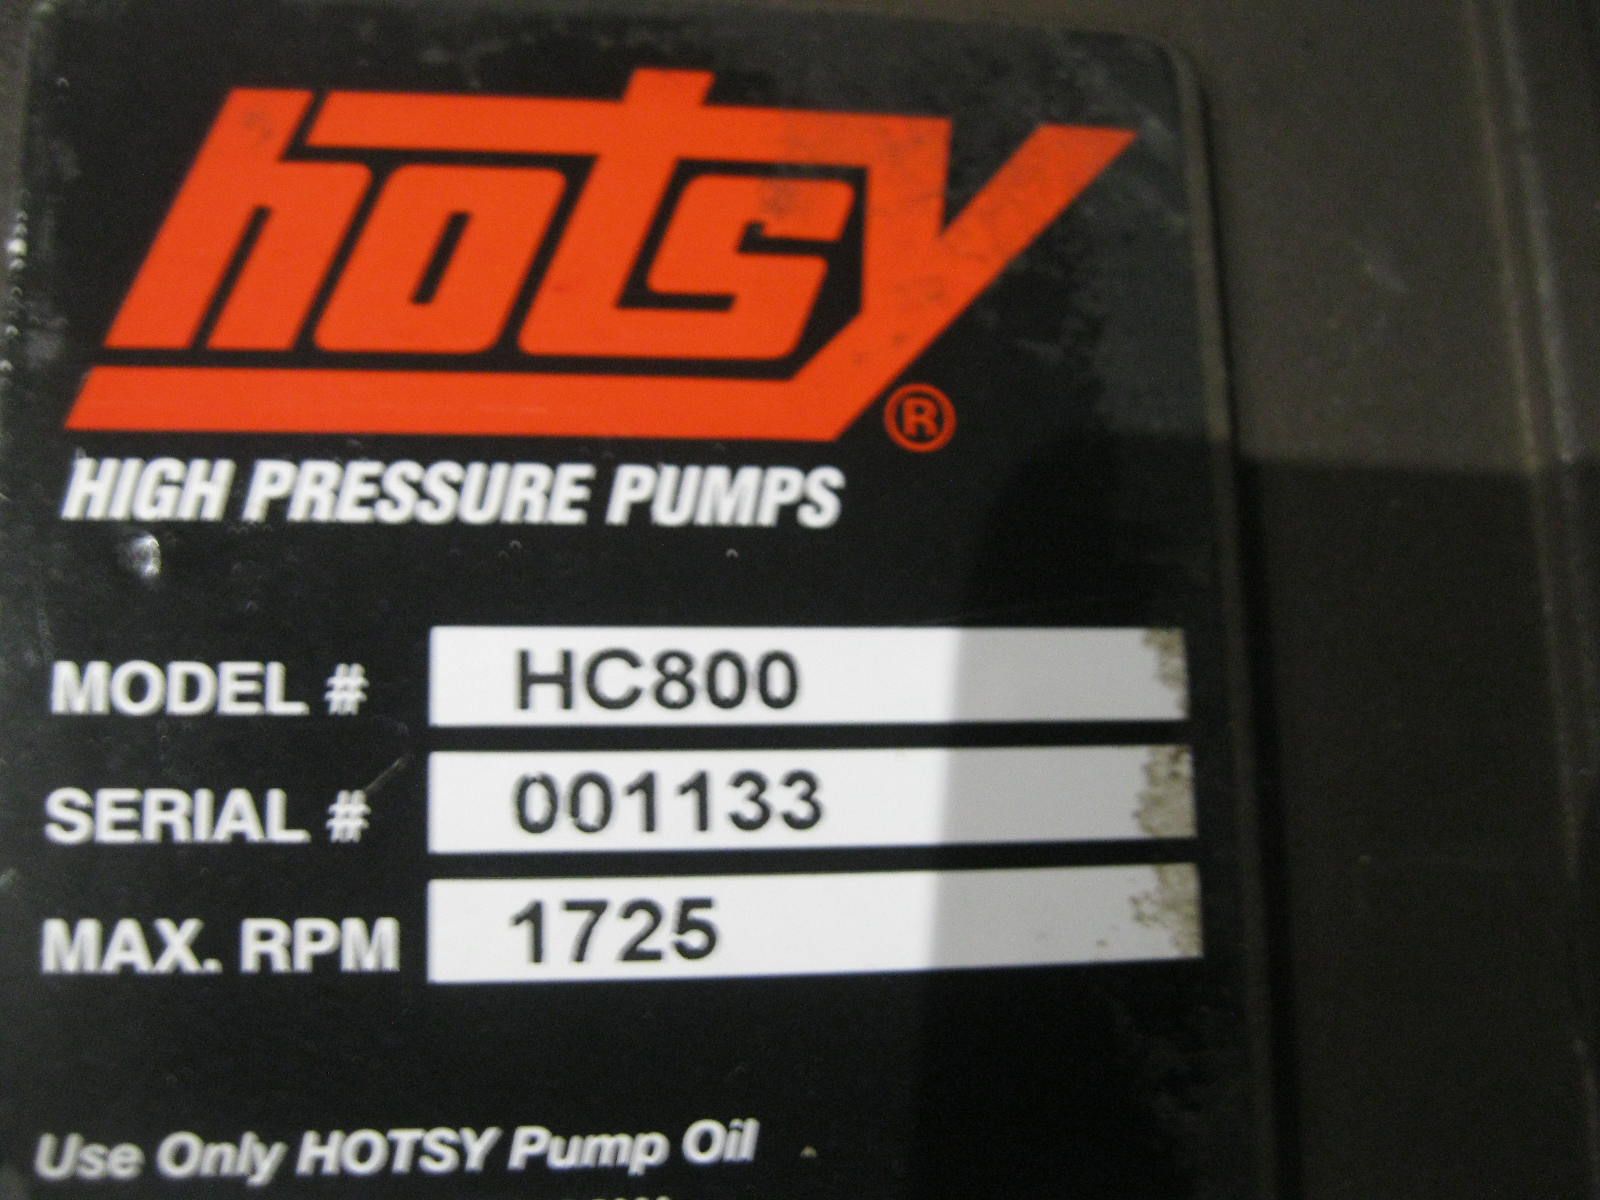 hotsy®
HIGH PRESSURE PUMPS
MODEL # HC800
SERIAL # 001133
MAX. RPM 1725
Use Only HOTSY Pump Oil